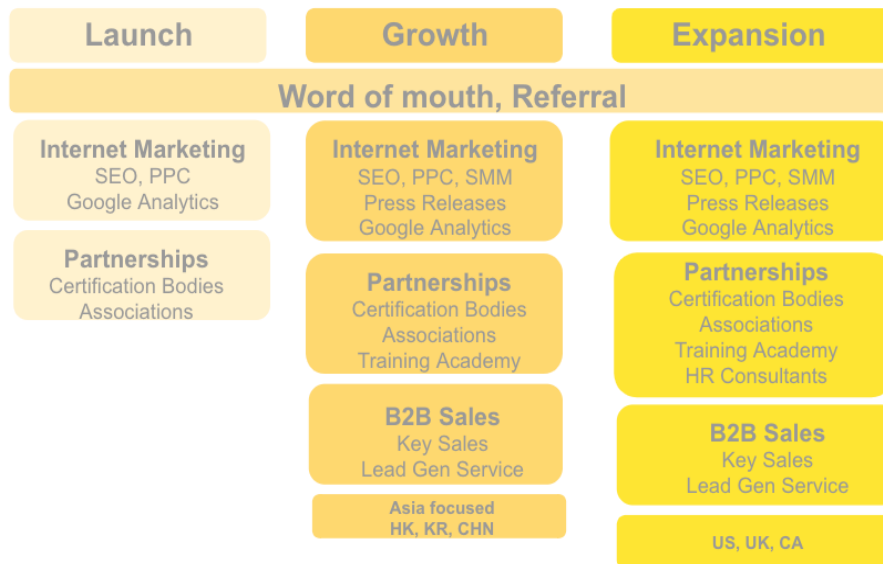 Launch
Growth
Expansion
Word of mouth, Referral
Internet Marketing
SEO, PPC
Google Analytics
Partnerships
Certification Bodies
Associations
Internet Marketing
SEO, PPC, SMM
Press Releases
Google Analytics
Partnerships
Certification Bodies
Associations
Training Academy
B2B Sales
Key Sales
Lead Gen Service
Asia focused
HK, KR, CHN
Internet Marketing
SEO, PPC, SMM
Press Releases
Google Analytics
Partnerships
Certification Bodies
Associations
Training Academy
HR Consultants
B2B Sales
Key Sales
Lead Gen Service
US, UK, CA